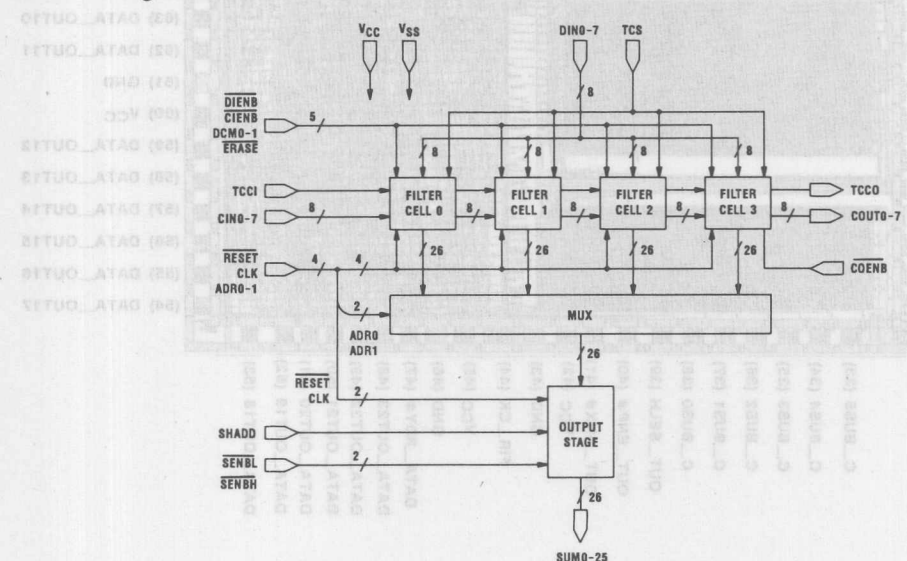 VCC VSS DIN0-7 TCS
8
DIENB
CIENB
DCM0-1
ERASE
5
8 8 8 8
TCCI
CIN0-7
8
FILTER CELL 0
8
FILTER CELL 1
8
FILTER CELL 2
8
FILTER CELL 3
8
TCCO
COUT0-7
26 26 26 26
RESET
CLK
ADR0-1
4 4
COENB
2
ADR0
ADR1
MUX
26
RESET
CLK
2
SHADD
SENBL
SENBH
2
OUTPUT
STAGE
26
SUM0-25